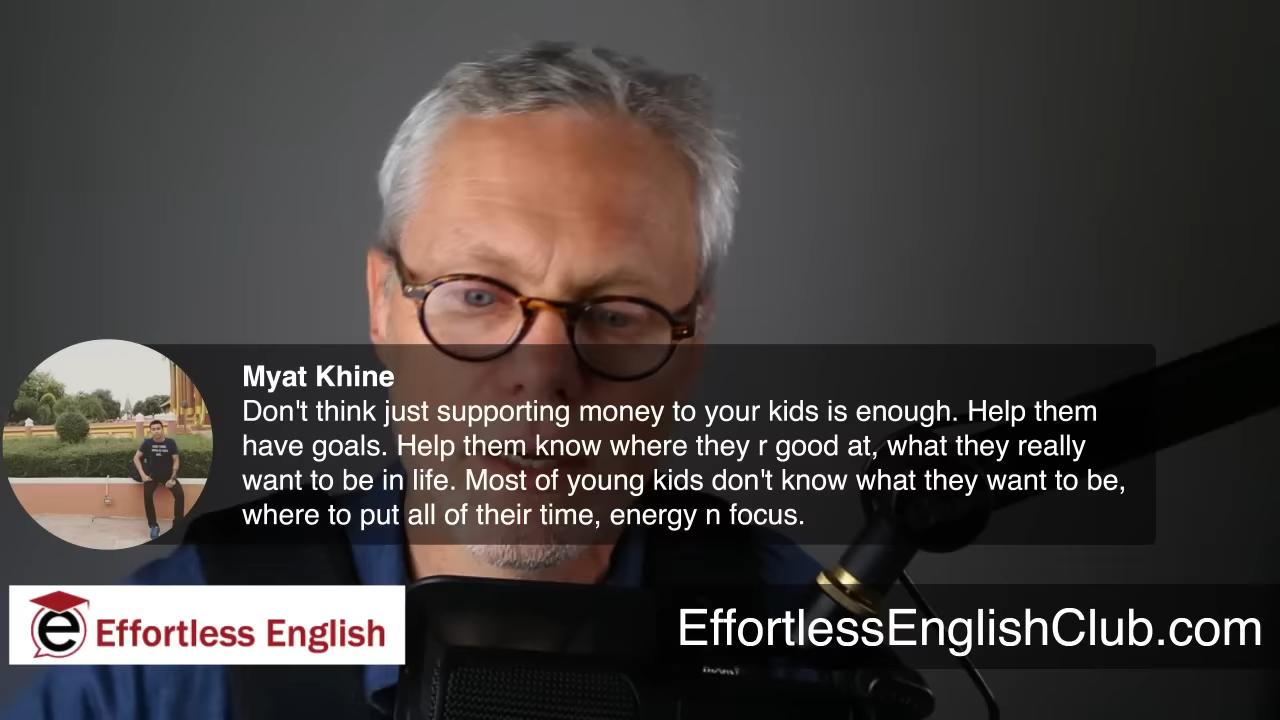 Myat Khine
Don't think just supporting money to your kids is enough. Help them
have goals. Help them know where they r good at, what they really
want to be in life. Most of young kids don't know what they want to be,
where to put all of their time, energy n focus.
e Effortless English
EffortlessEnglishClub.com